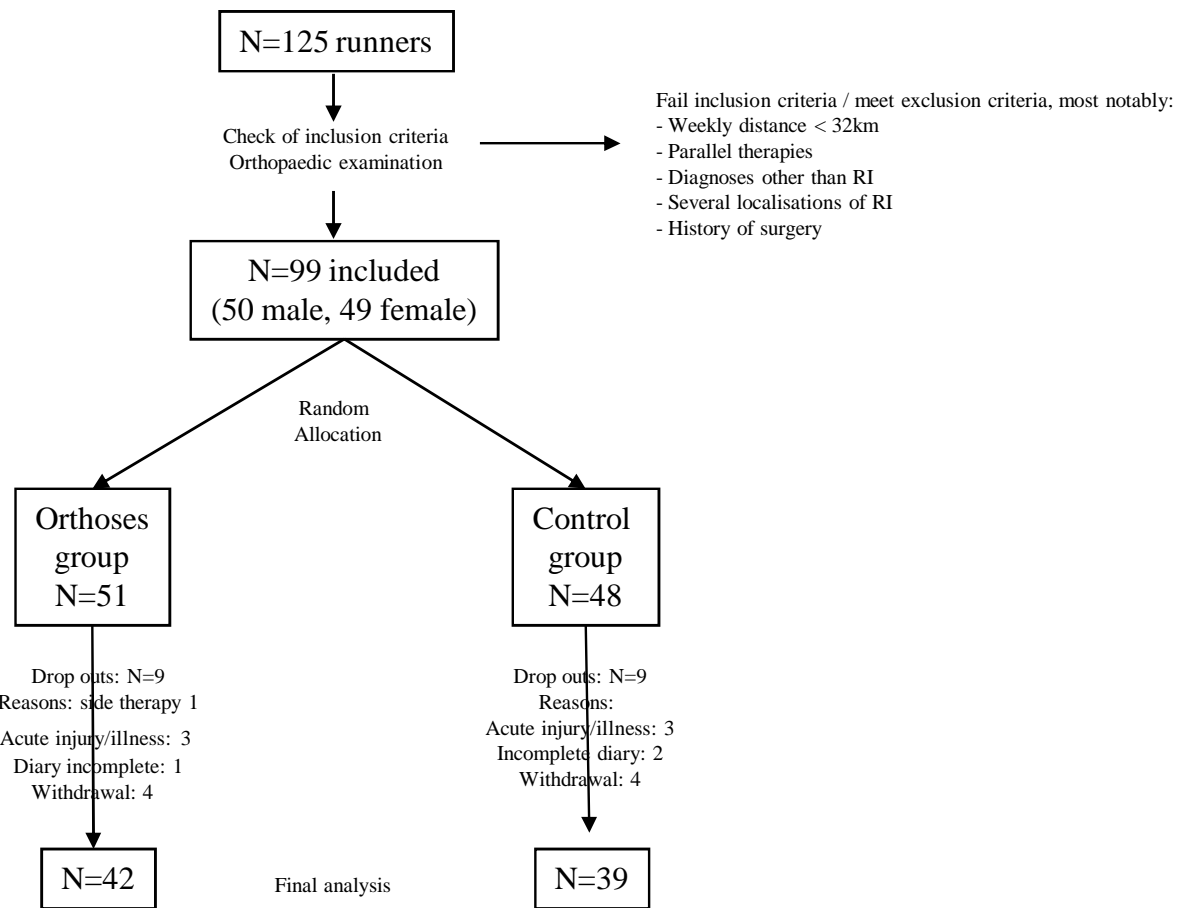 N=125 runners
Check of inclusion criteria
Orthopaedic examination
Fail inclusion criteria / meet exclusion criteria, most notably:
- Weekly distance < 32km
- Parallel therapies
- Diagnoses other than RI
- Several localisations of RI
- History of surgery
N=99 included
(50 male, 49 female)
Random
Allocation
Orthoses
group
N=51
Control
group
N=48
Drop outs: N=9
Reasons: side therapy 1
Acute injury/illness: 3
Diary incomplete: 1
Withdrawal: 4
Drop outs: N=9
Reasons:
Acute injury/illness: 3
Incomplete diary: 2
Withdrawal: 4
N=42
Final analysis
N=39